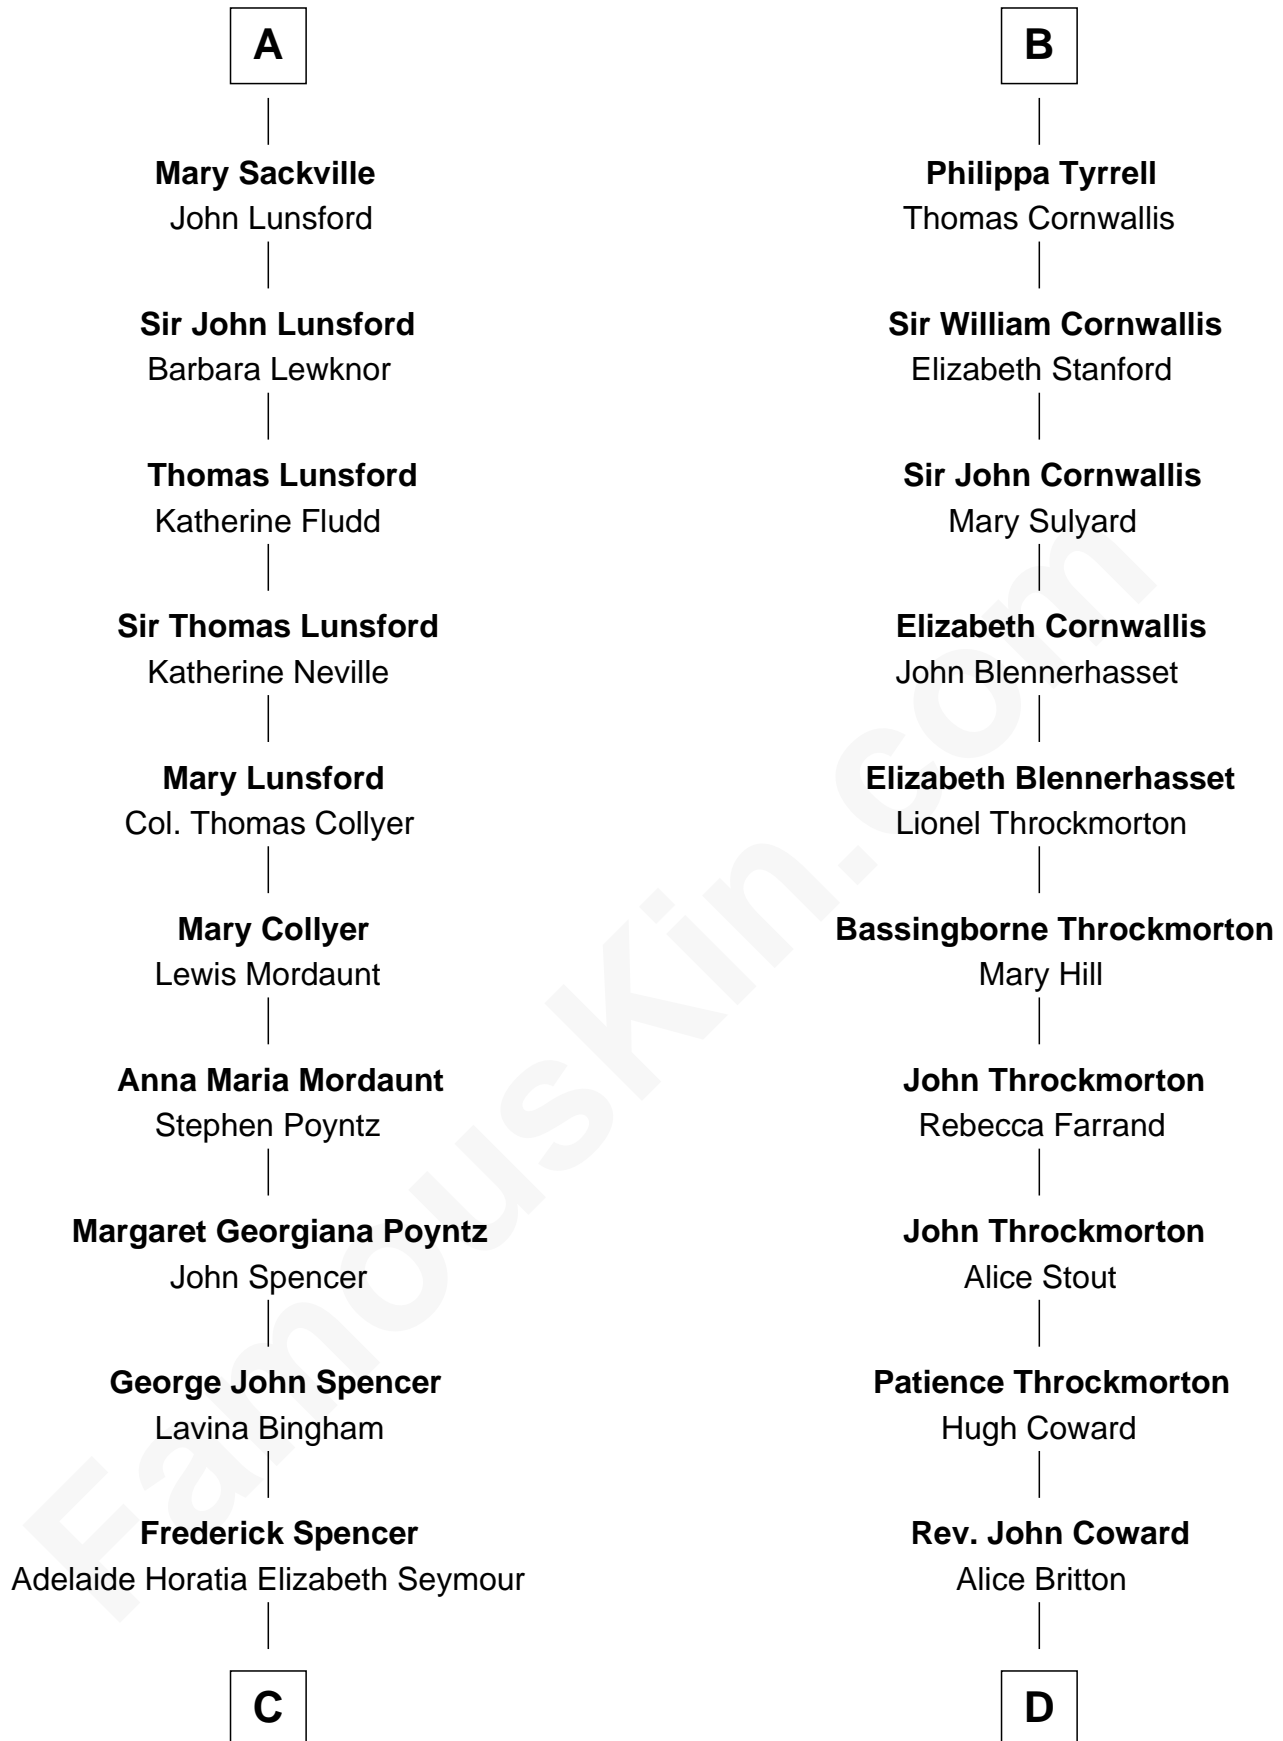 A
Mary Sackville
John Lunsford
Sir John Lunsford
Barbara Lewknor
Thomas Lunsford
Katherine Fludd
Sir Thomas Lunsford
Katherine Neville
Mary Lunsford
Col. Thomas Collyer
Mary Collyer
Lewis Mordaunt
Anna Maria Mordaunt
Stephen Poyntz
Margaret Georgiana Poyntz
John Spencer
George John Spencer
Lavina Bingham
Frederick Spencer
Adelaide Horatia Elizabeth Seymour
C
B
Philippa Tyrrell
Thomas Cornwallis
Sir William Cornwallis
Elizabeth Stanford
Sir John Cornwallis
Mary Sulyard
Elizabeth Cornwallis
John Blennerhasset
Elizabeth Blennerhasset
Lionel Throckmorton
Bassingborne Throckmorton
Mary Hill
John Throckmorton
Rebecca Farrand
John Throckmorton
Alice Stout
Patience Throckmorton
Hugh Coward
Rev. John Coward
Alice Britton
D
FamousKin.com